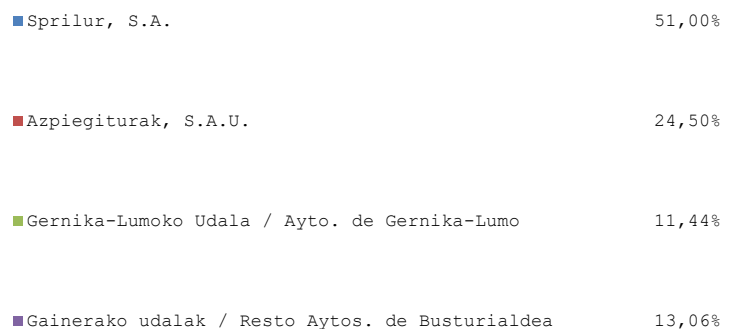 Sprilur, S.A. 51,00%
Azpiegiturak, S.A.U. 24,50%
Gernika-Lumoko Udala / Ayto. de Gernika-Lumo 11,44%
Gainerako udalak / Resto Aytos. de Busturialdea 13,06%